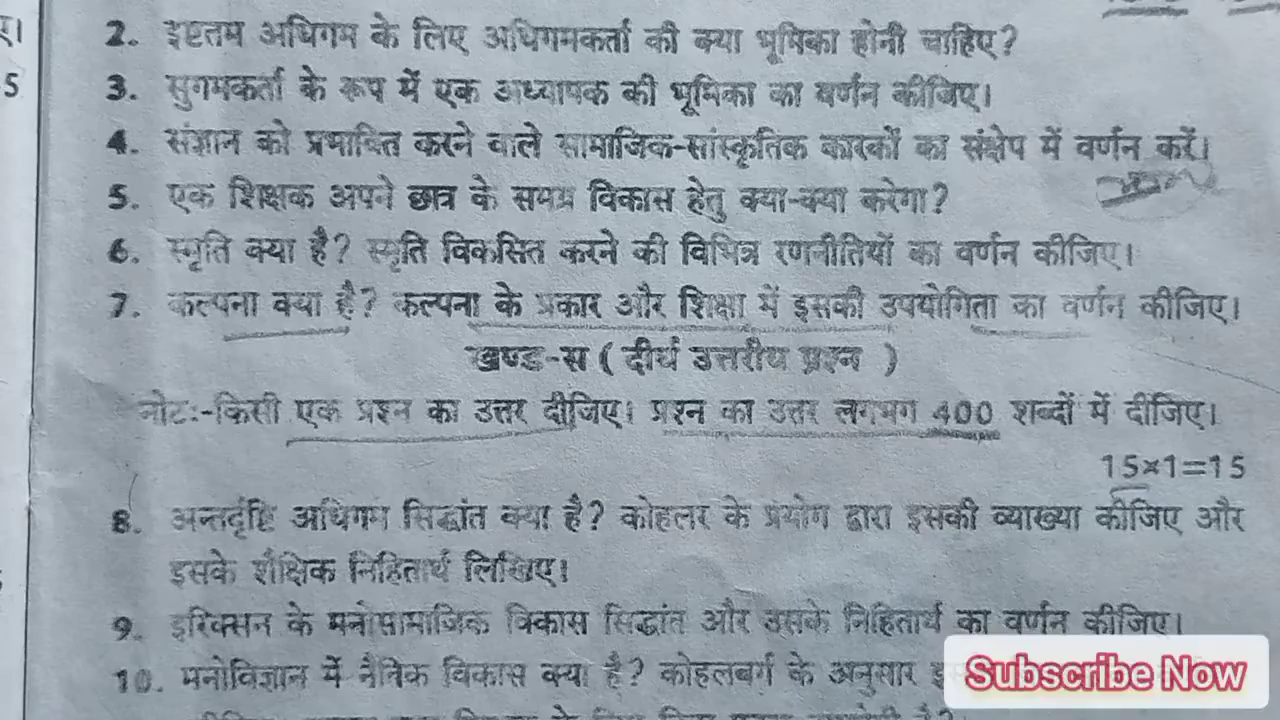 ए।
5
2. इष्टतम अधिगम के लिए अधिगमकर्ता की क्या भूमिका होनी चाहिए?
3. सुगमकर्ता के रूप में एक अध्यापक की भूमिका का वर्णन कीजिए।
4. संज्ञान को प्रभावित करने वाले सामाजिक-सांस्कृतिक कारकों का संक्षेप में वर्णन करें।
5. एक शिक्षक अपने छात्र के समग्र विकास हेतु क्या-क्या करेगा?
6. स्मृति क्या है? स्मृति विकसित करने की विभिन्न रणनीतियों का वर्णन कीजिए।
7. कल्पना क्या है? कल्पना के प्रकार और शिक्षा में इसकी उपयोगिता का वर्णन कीजिए।
खण्ड-स ( दीर्घ उत्तरीय प्रश्न )
नोटः-किसी एक प्रश्न का उत्तर दीजिए। प्रश्न का उत्तर लगभग 400 शब्दों में दीजिए।
15×1=15
8. अन्तर्दृष्टि अधिगम सिद्धांत क्या है? कोहलर के प्रयोग द्वारा इसकी व्याख्या कीजिए और
इसके शैक्षिक निहितार्थ लिखिए।
9. इरिक्सन के मनोसामाजिक विकास सिद्धांत और उसके निहितार्थ का वर्णन कीजिए।
10. मनोविज्ञान में नैतिक विकास क्या है? कोहलबर्ग के अनुसार
Subscribe Now